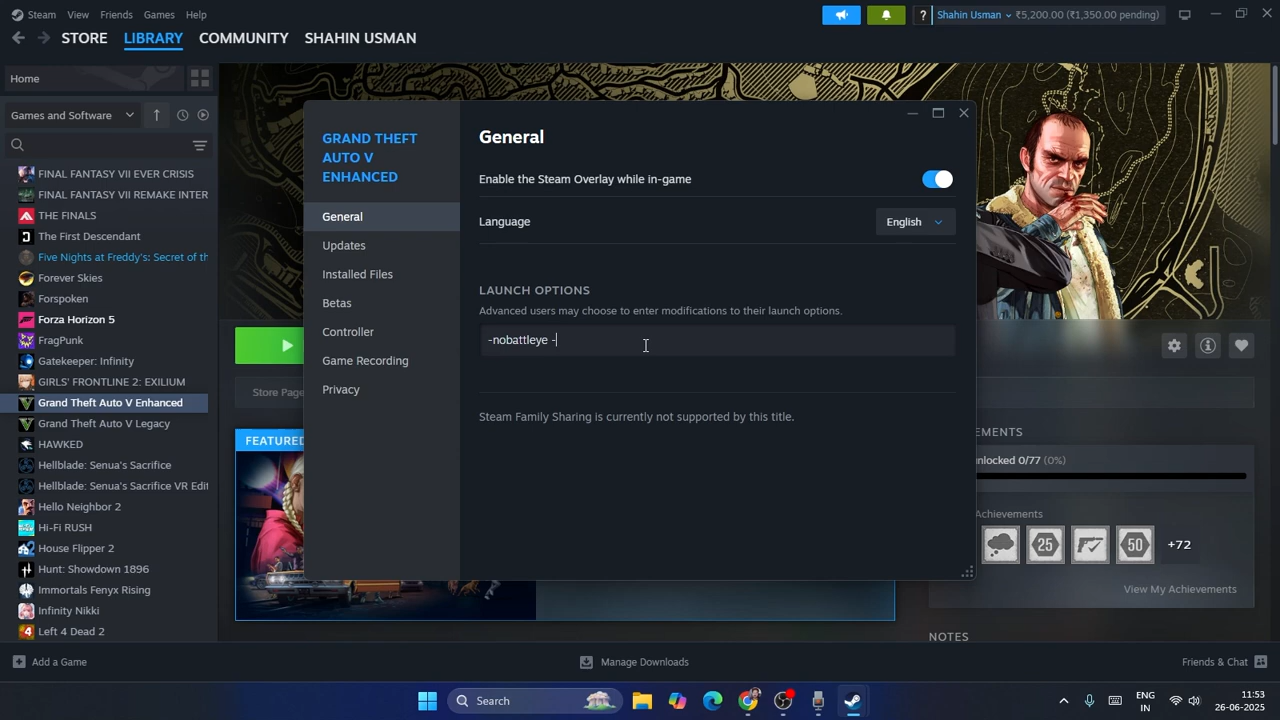 Steam View Friends Games Help
? Shahin Usman ₹5,200.00 (₹1,350.00 pending)
STORE LIBRARY COMMUNITY SHAHIN USMAN
Home
Games and Software
FINAL FANTASY VII EVER CRISIS
FINAL FANTASY VII REMAKE INTER
THE FINALS
The First Descendant
Five Nights at Freddy's: Secret of th
Forever Skies
Forspoken
Forza Horizon 5
FragPunk
Gatekeeper: Infinity
GIRLS' FRONTLINE 2: EXILIUM
Grand Theft Auto V Enhanced
Grand Theft Auto V Legacy
HAWKED
Hellblade: Senua's Sacrifice
Hellblade: Senua's Sacrifice VR Edit
Hello Neighbor 2
Hi-Fi RUSH
House Flipper 2
Hunt: Showdown 1896
Immortals Fenyx Rising
Infinity Nikki
Left 4 Dead 2
GRAND THEFT
AUTO V
ENHANCED
General
Updates
Installed Files
Betas
Controller
Game Recording
Privacy
General
Enable the Steam Overlay while in-game
Language English
LAUNCH OPTIONS
Advanced users may choose to enter modifications to their launch options.
-nobattleye -
Steam Family Sharing is currently not supported by this title.
Store Page
FEATURED
EMENTS
nlocked 0/77 (0%)
Achievements
25 50 +72
View My Achievements
NOTES
Add a Game Manage Downloads Friends & Chat
Search
ENG
IN
11:53
26-06-2025